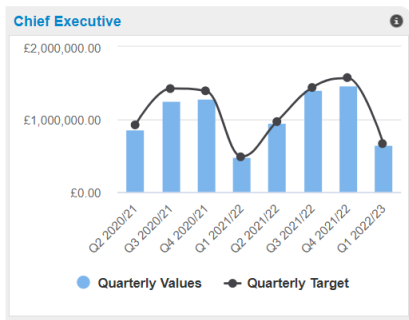 Chief Executive
£2,000,000.00
£1,000,000.00
£0.00
Q2 2020/21
Q3 2020/21
Q4 2020/21
Q1 2021/22
Q2 2021/22
Q3 2021/22
Q4 2021/22
Q1 2022/23
Quarterly Values
Quarterly Target